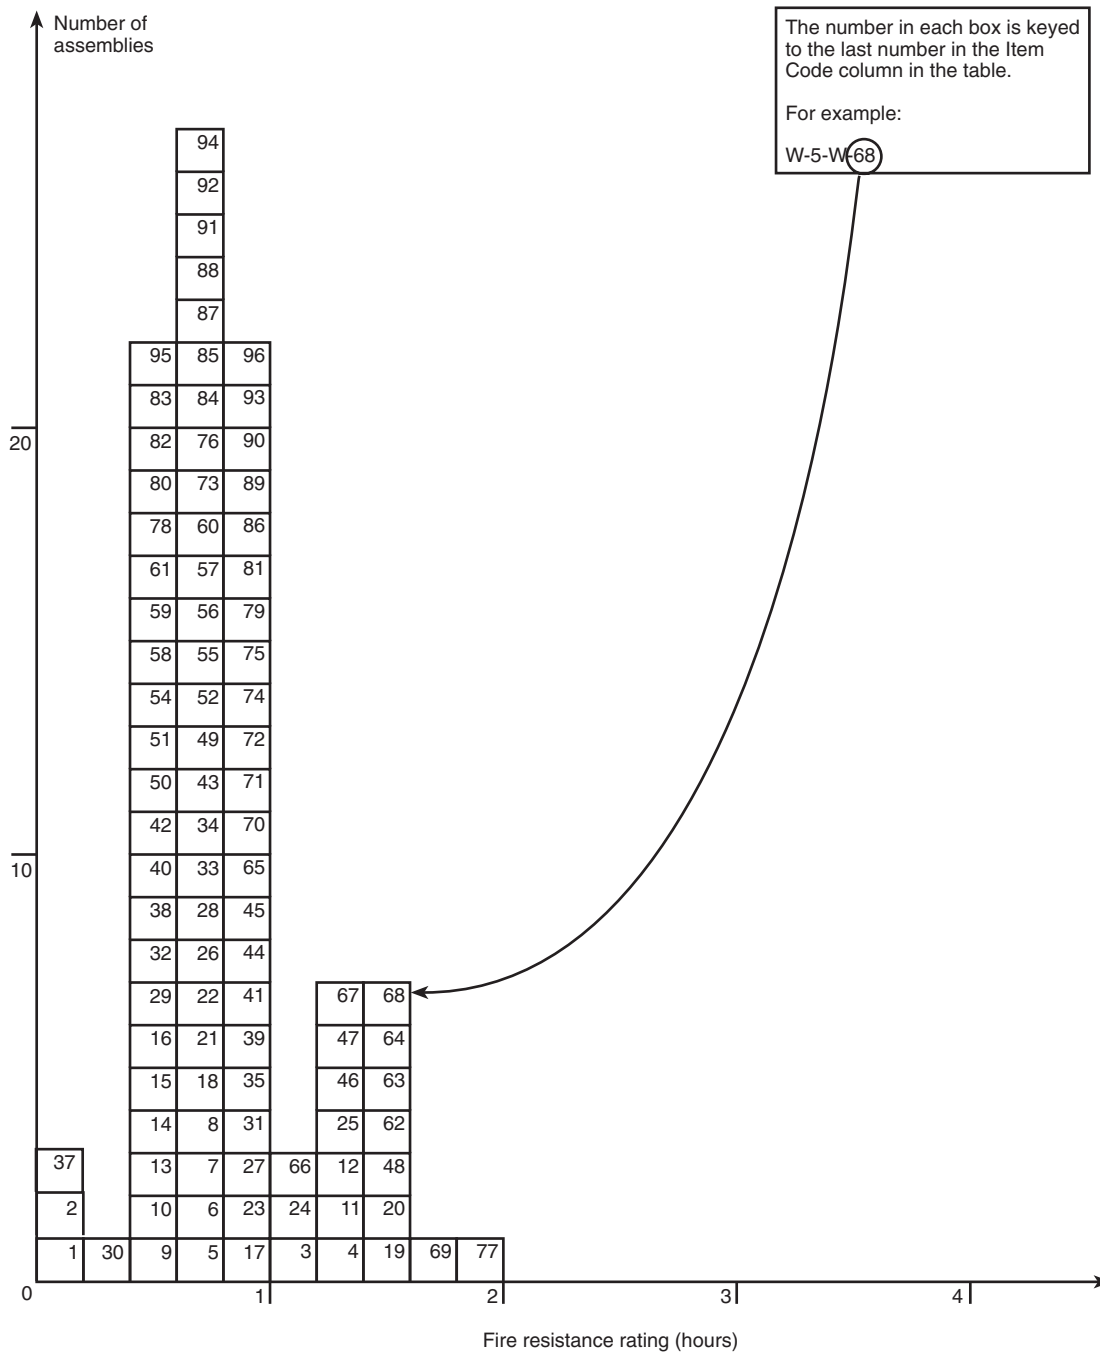 Number of
assemblies
The number in each box is keyed
to the last number in the Item
Code column in the table.
For example:
W-5-W-68
94
92
91
88
87
95 85 96
83 84 93
20
82 76 90
80 73 89
78 60 86
61 57 81
59 56 79
58 55 75
54 52 74
51 49 72
50 43 71
42 34 70
10
40 33 65
38 28 45
32 26 44
29 22 41 67 68
16 21 39 47 64
15 18 35 46 63
14 8 31 25 62
37 13 7 27 66 12 48
2 10 6 23 24 11 20
1 30 9 5 17 3 4 19 69 77
0 1 2 3 4
Fire resistance rating (hours)